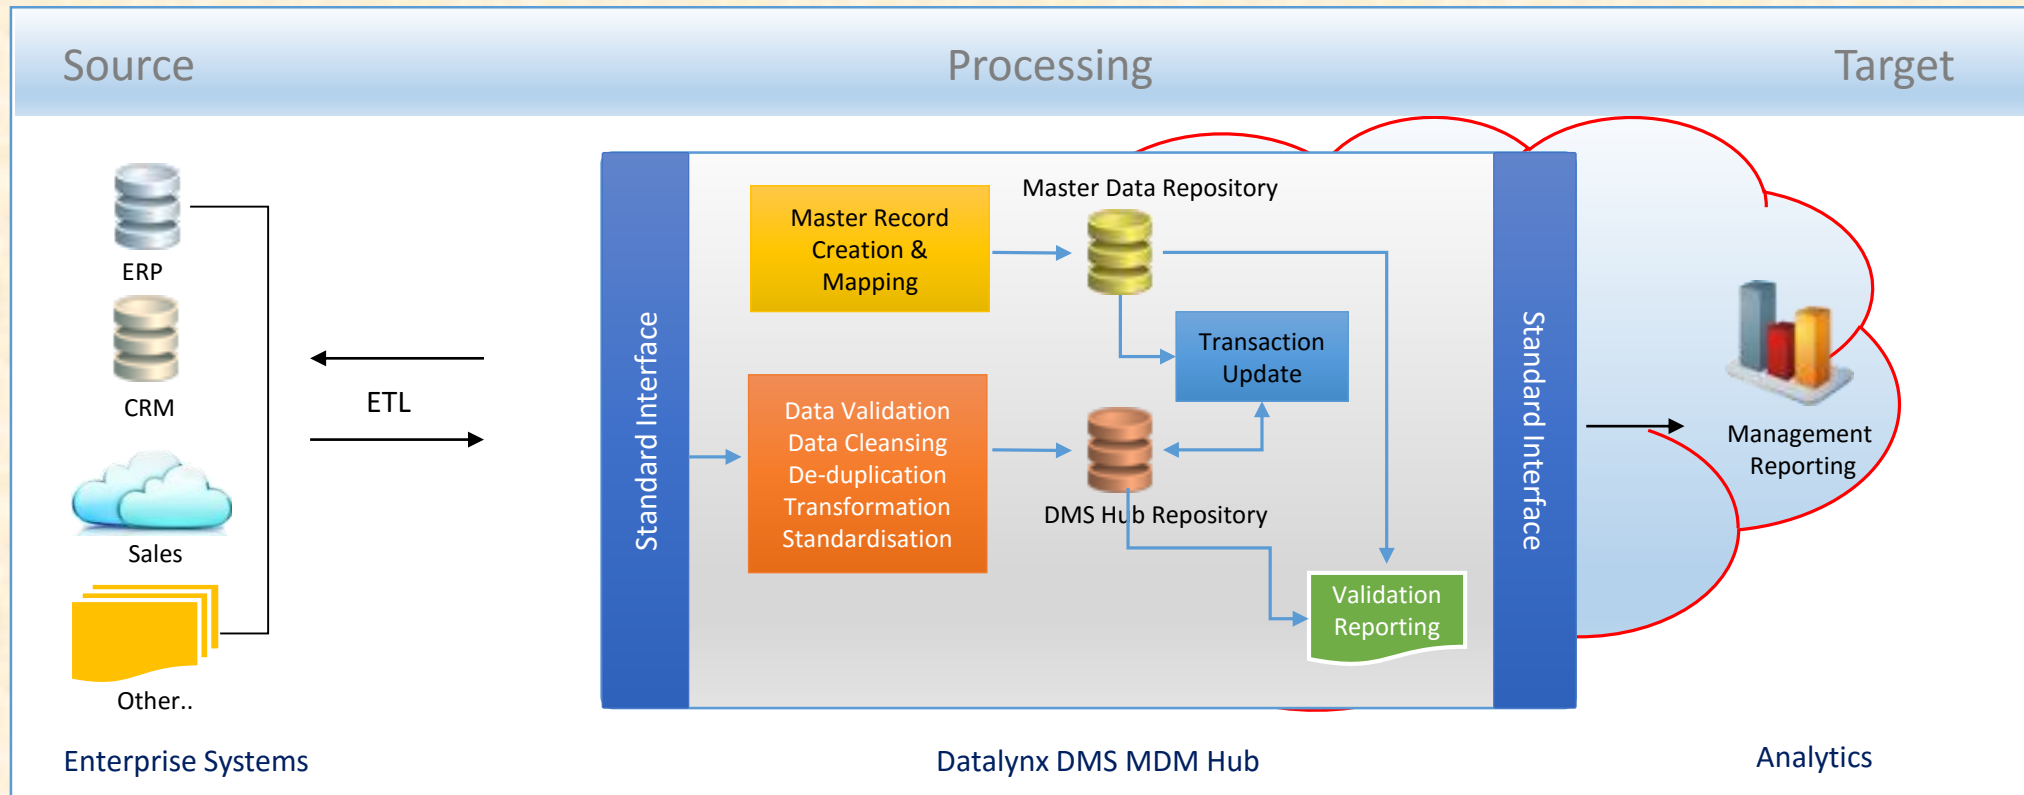 Source
Processing
Target
ERP
CRM
Sales
Other..
ETL
Standard Interface
Master Record
Creation &
Mapping
Master Data Repository
Transaction
Update
Data Validation
Data Cleansing
De-duplication
Transformation
Standardisation
DMS Hub Repository
Validation
Reporting
Standard Interface
Management
Reporting
Enterprise Systems
Datalynx DMS MDM Hub
Analytics